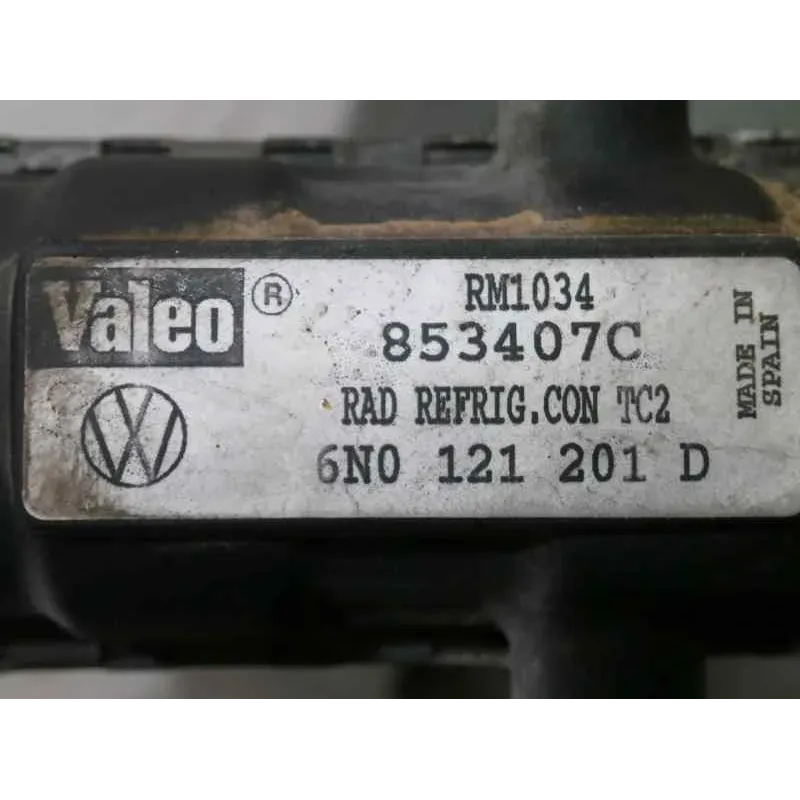 Valeo ®
RM1034
853407C
RAD REFRIG.CON TC2
6N0 121 201 D
MADE IN
SPAIN